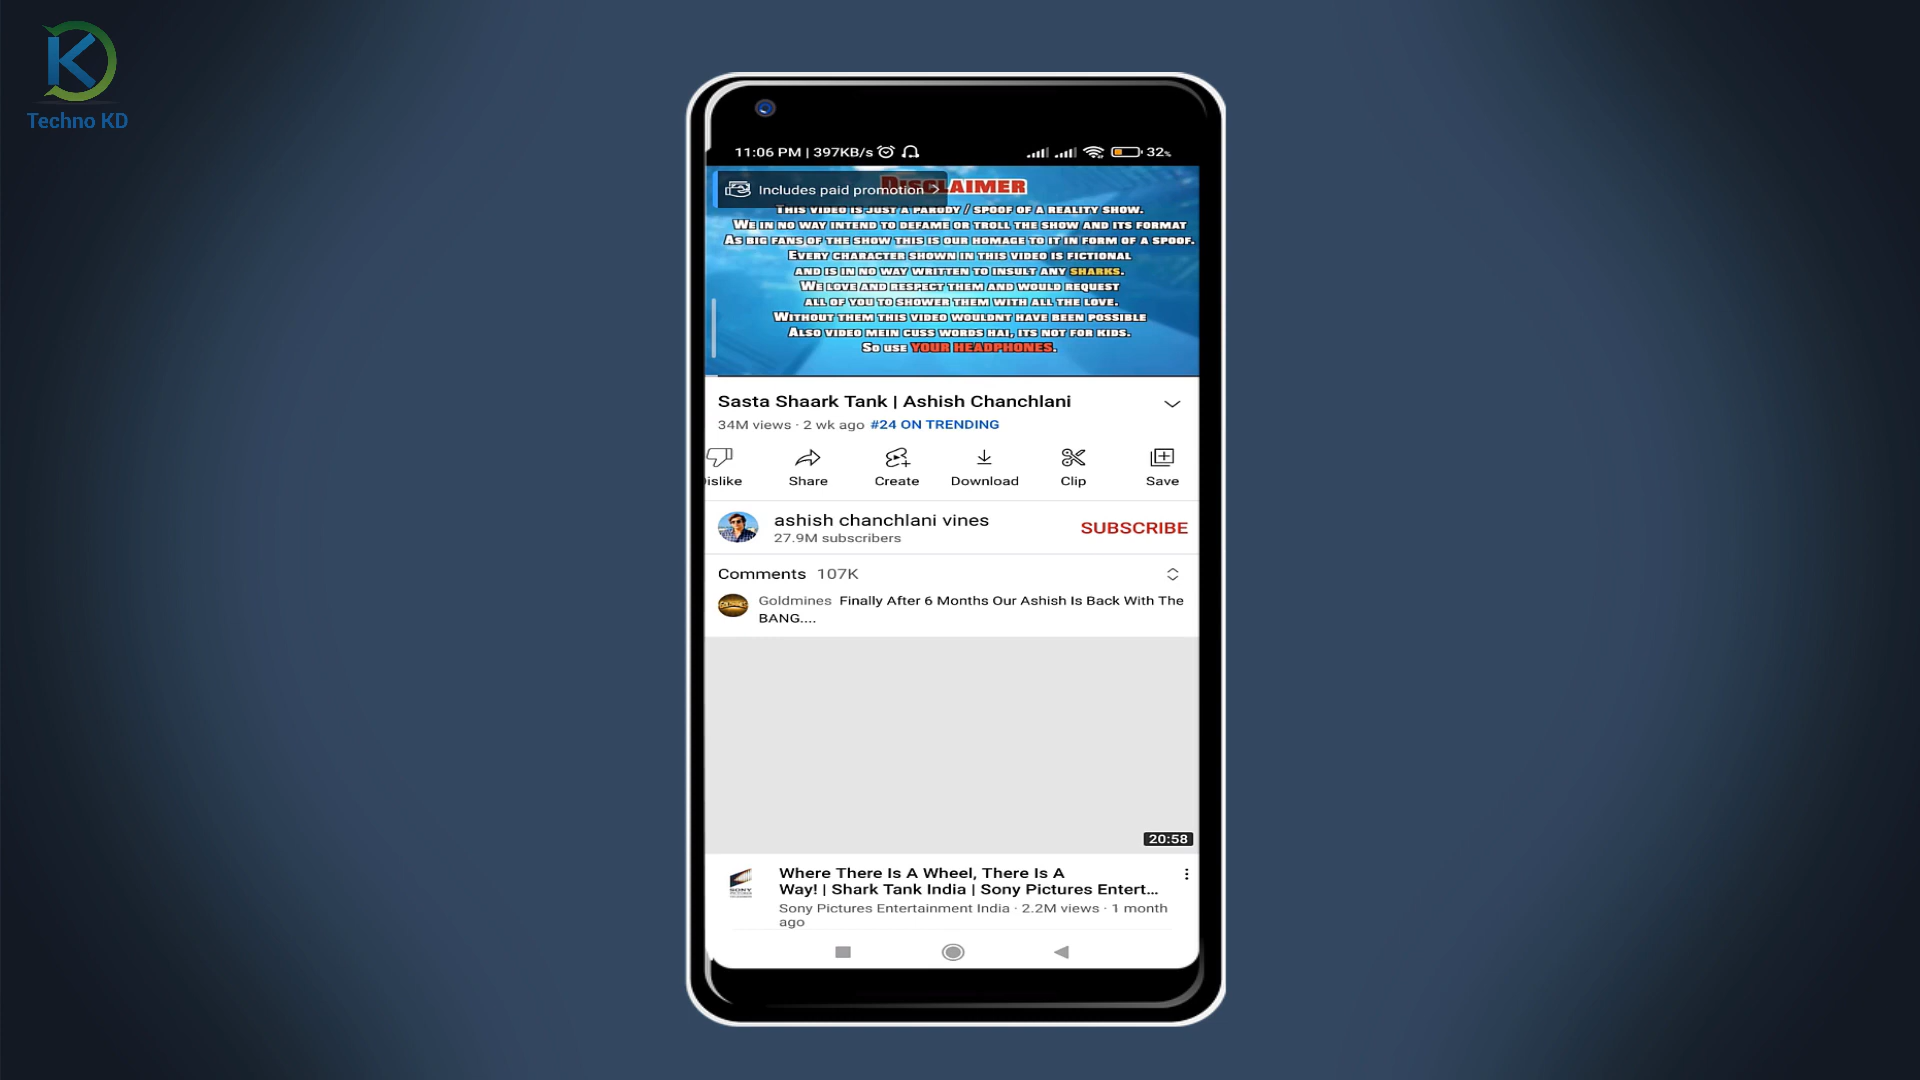 Techno KD
11:06 PM | 397KB/s
32%
Includes paid promotion
DISCLAIMER
THIS VIDEO IS JUST A PARODY / SPOOF OF A REALITY SHOW.
WE IN NO WAY INTEND TO DEFAME OR TROLL THE SHOW AND ITS FORMAT
AS BIG FANS OF THE SHOW THIS IS OUR HOMAGE TO IT IN FORM OF A SPOOF.
EVERY CHARACTER SHOWN IN THIS VIDEO IS FICTIONAL
AND IS IN NO WAY WRITTEN TO INSULT ANY SHARKS.
WE LOVE AND RESPECT THEM AND WOULD REQUEST
ALL OF YOU TO SHOWER THEM WITH ALL THE LOVE.
WITHOUT THEM THIS VIDEO WOULDNT HAVE BEEN POSSIBLE
ALSO VIDEO MEIN CUSS WORDS HAI, ITS NOT FOR KIDS.
SO USE YOUR HEADPHONES.
Sasta Shaark Tank | Ashish Chanchlani
34M views · 2 wk ago #24 ON TRENDING
Dislike Share Create Download Clip Save
ashish chanchlani vines
27.9M subscribers
SUBSCRIBE
Comments 107K
Goldmines Finally After 6 Months Our Ashish Is Back With The
BANG....
20:58
SONY
Where There Is A Wheel, There Is A
Way! | Shark Tank India | Sony Pictures Entert...
Sony Pictures Entertainment India · 2.2M views · 1 month
ago